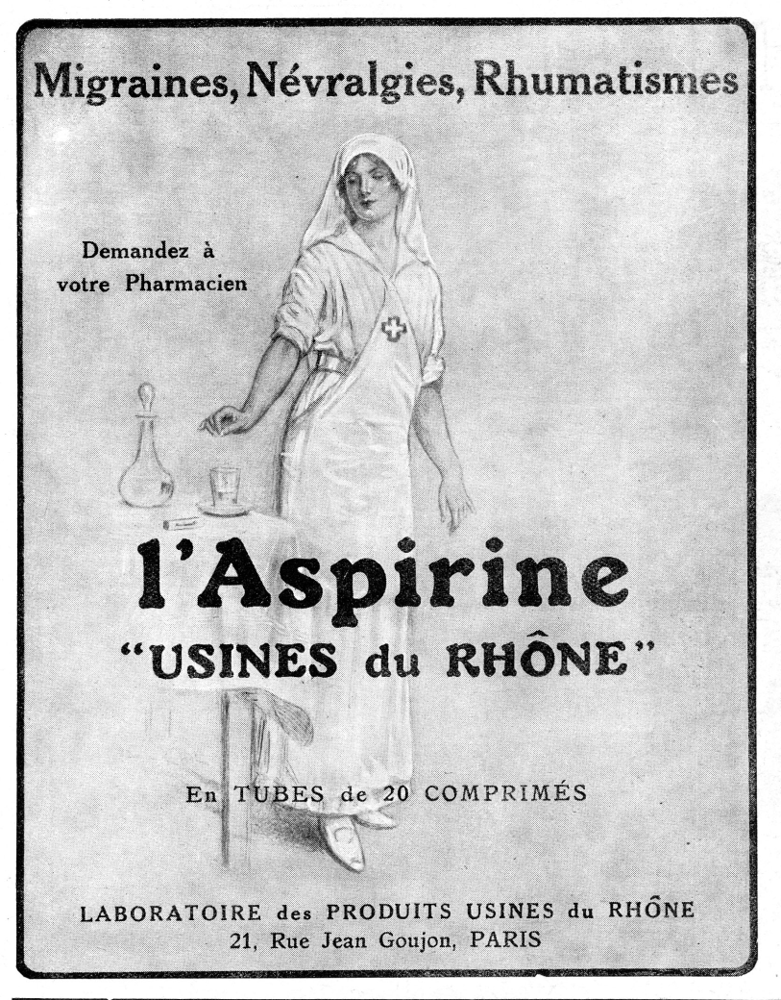 Migraines, Névralgies, Rhumatismes
Demandez à
votre Pharmacien
l'Aspirine
“USINES du RHÔNE”
En TUBES de 20 COMPRIMÉS
LABORATOIRE des PRODUITS USINES du RHÔNE
21, Rue Jean Goujon, PARIS